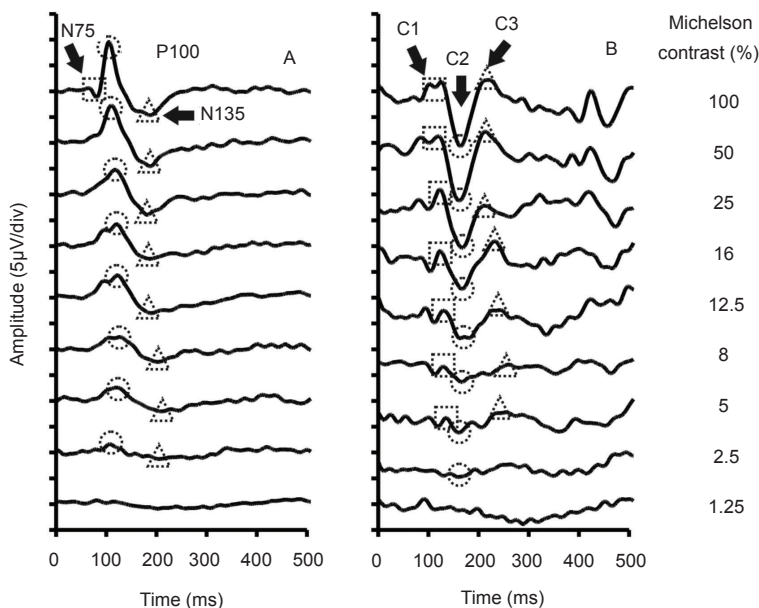 N75
P100
A
N135
C1
C2
C3
B
Michelson
contrast (%)
100
50
25
16
12.5
8
5
2.5
1.25
Amplitude (5µV/div)
0 100 200 300 400 500
0 100 200 300 400 500
Time (ms)
Time (ms)